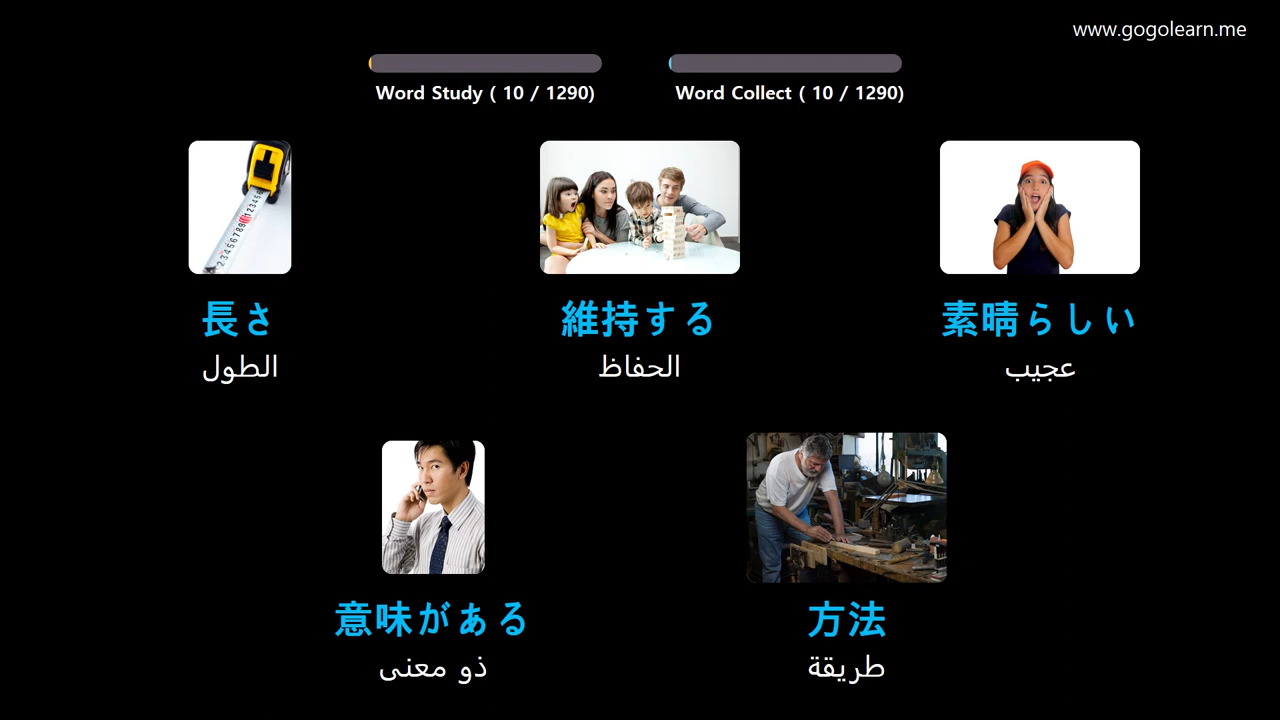 www.gogolearn.me
Word Study ( 10 / 1290)
Word Collect ( 10 / 1290)
長さ
الطول
維持する
الحفاظ
素晴らしい
عجيب
意味がある
ذو معنى
方法
طريقة